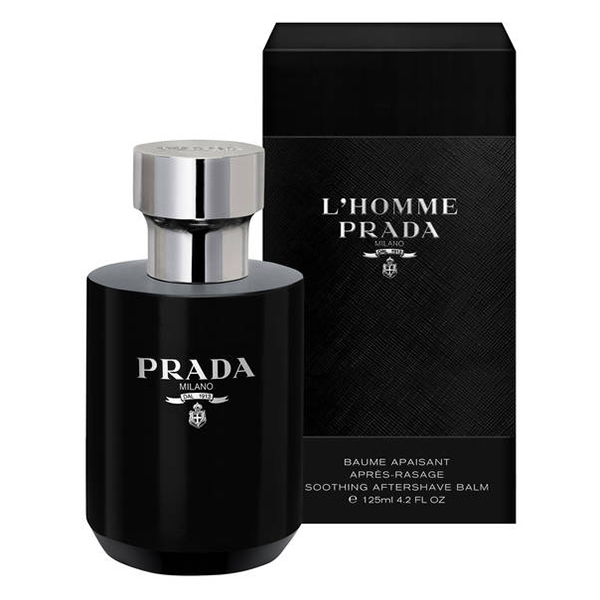 PRADA
MILANO
DAL 1913
L'HOMME
PRADA
MILANO
DAL 1913
BAUME APAISANT
APRÈS-RASAGE
SOOTHING AFTERSHAVE BALM
e 125ml 4.2 FL OZ